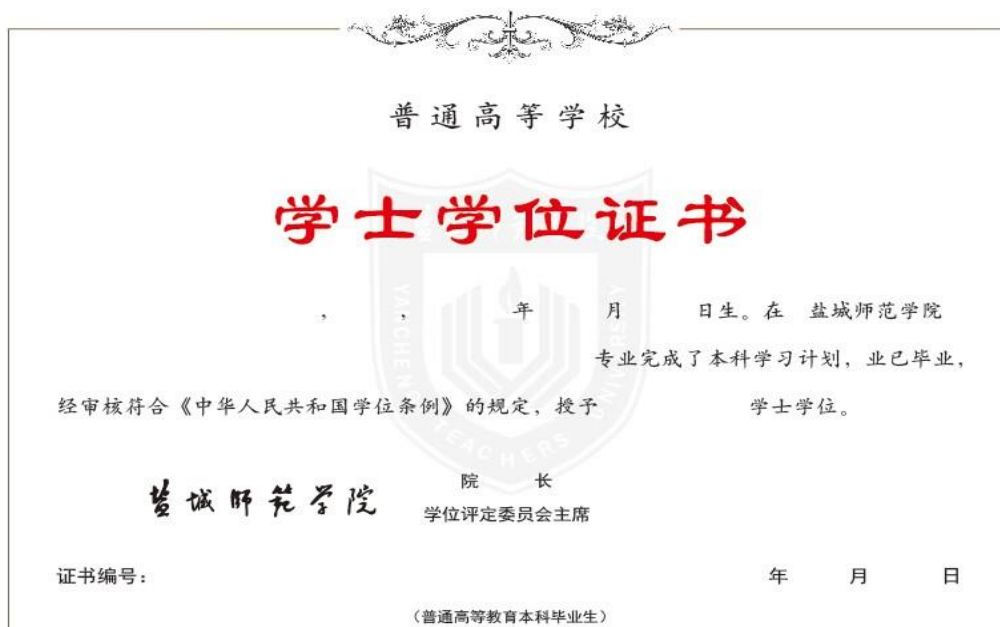 普通高等学校
学士学位证书
， ， 年 月 日生。在 盐城师范学院
专业完成了本科学习计划，业已毕业，
经审核符合《中华人民共和国学位条例》的规定，授予 学士学位。
盐城师范学院
院 长
学位评定委员会主席
证书编号： 年 月 日
（普通高等教育本科毕业生）
YANCHEN TEACHERS UNIVERSITY